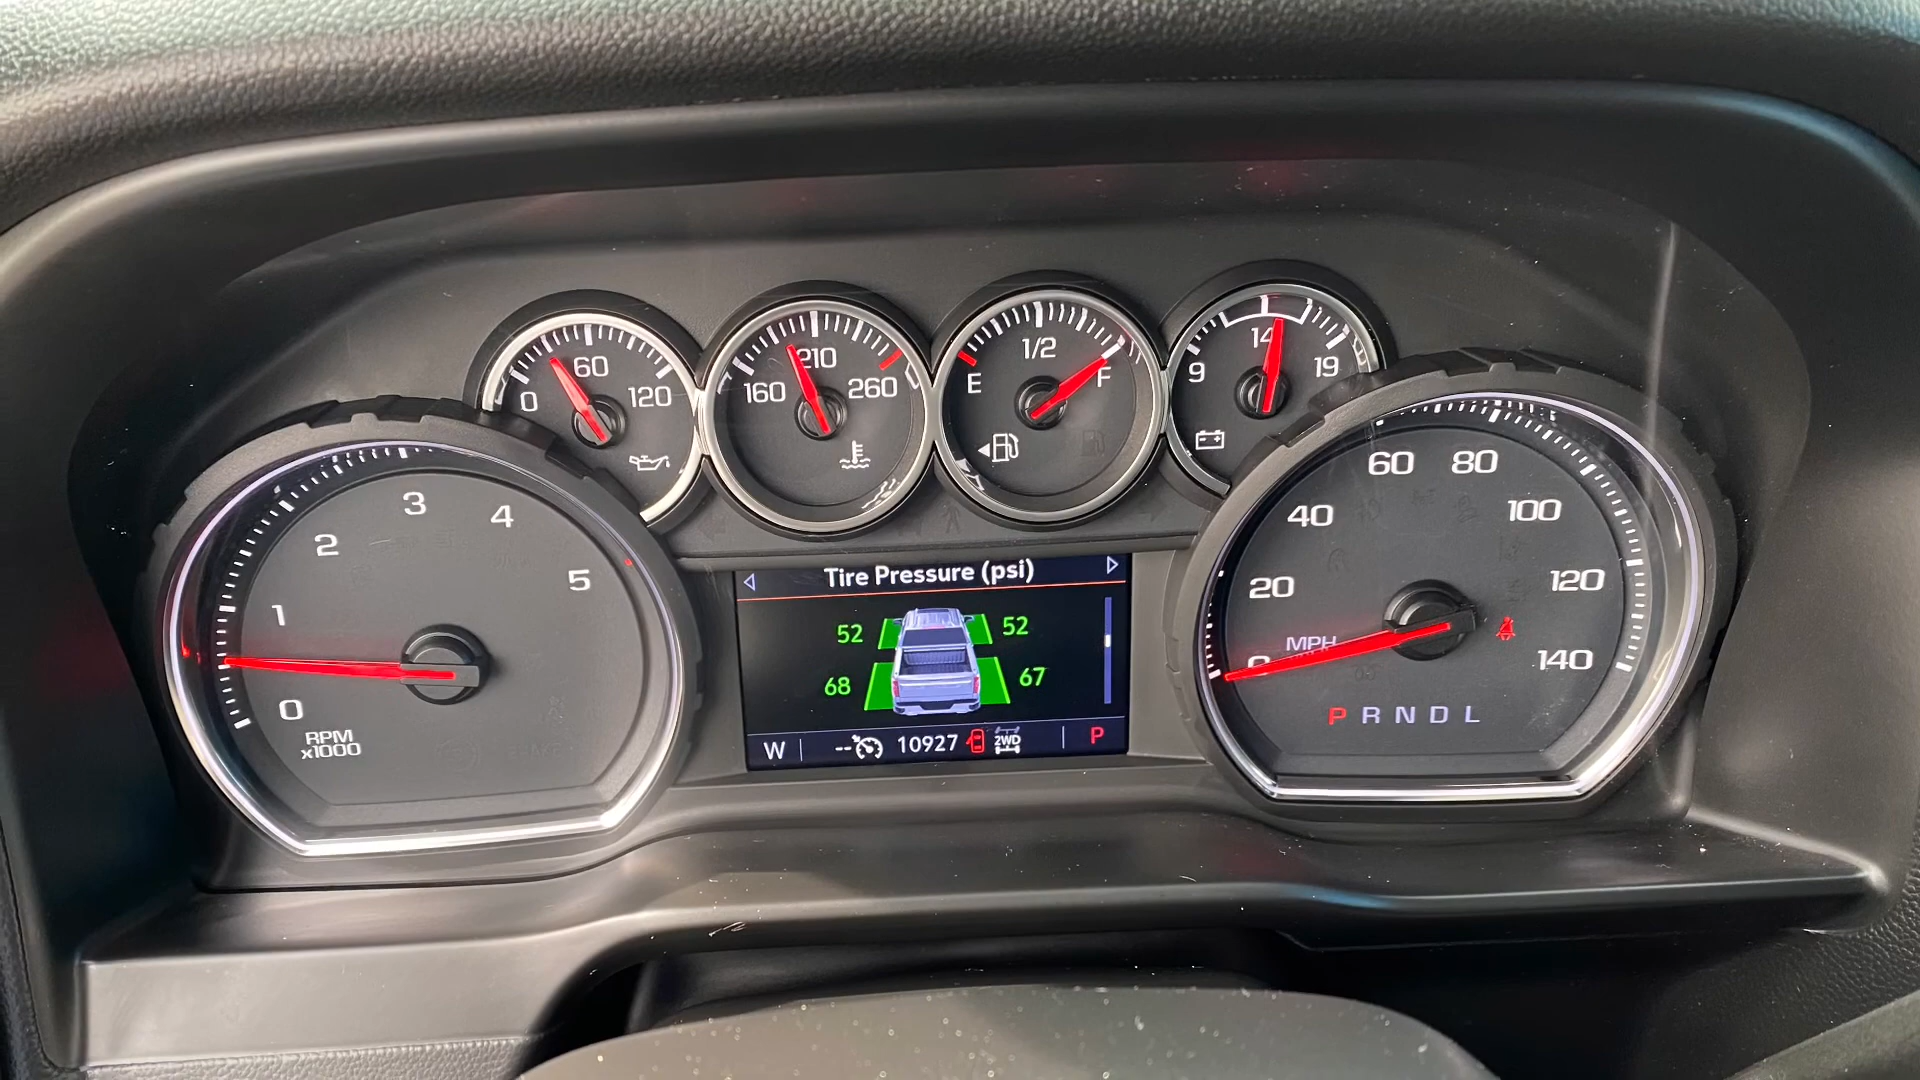 0 60 120
160 210 260
E 1/2 F
9 14 19
0 1 2 3 4 5
RPM
x1000
Tire Pressure (psi)
52 52
68 67
W -- 10927 2WD P
0 20 40 60 80 100 120 140
MPH
P R N D L